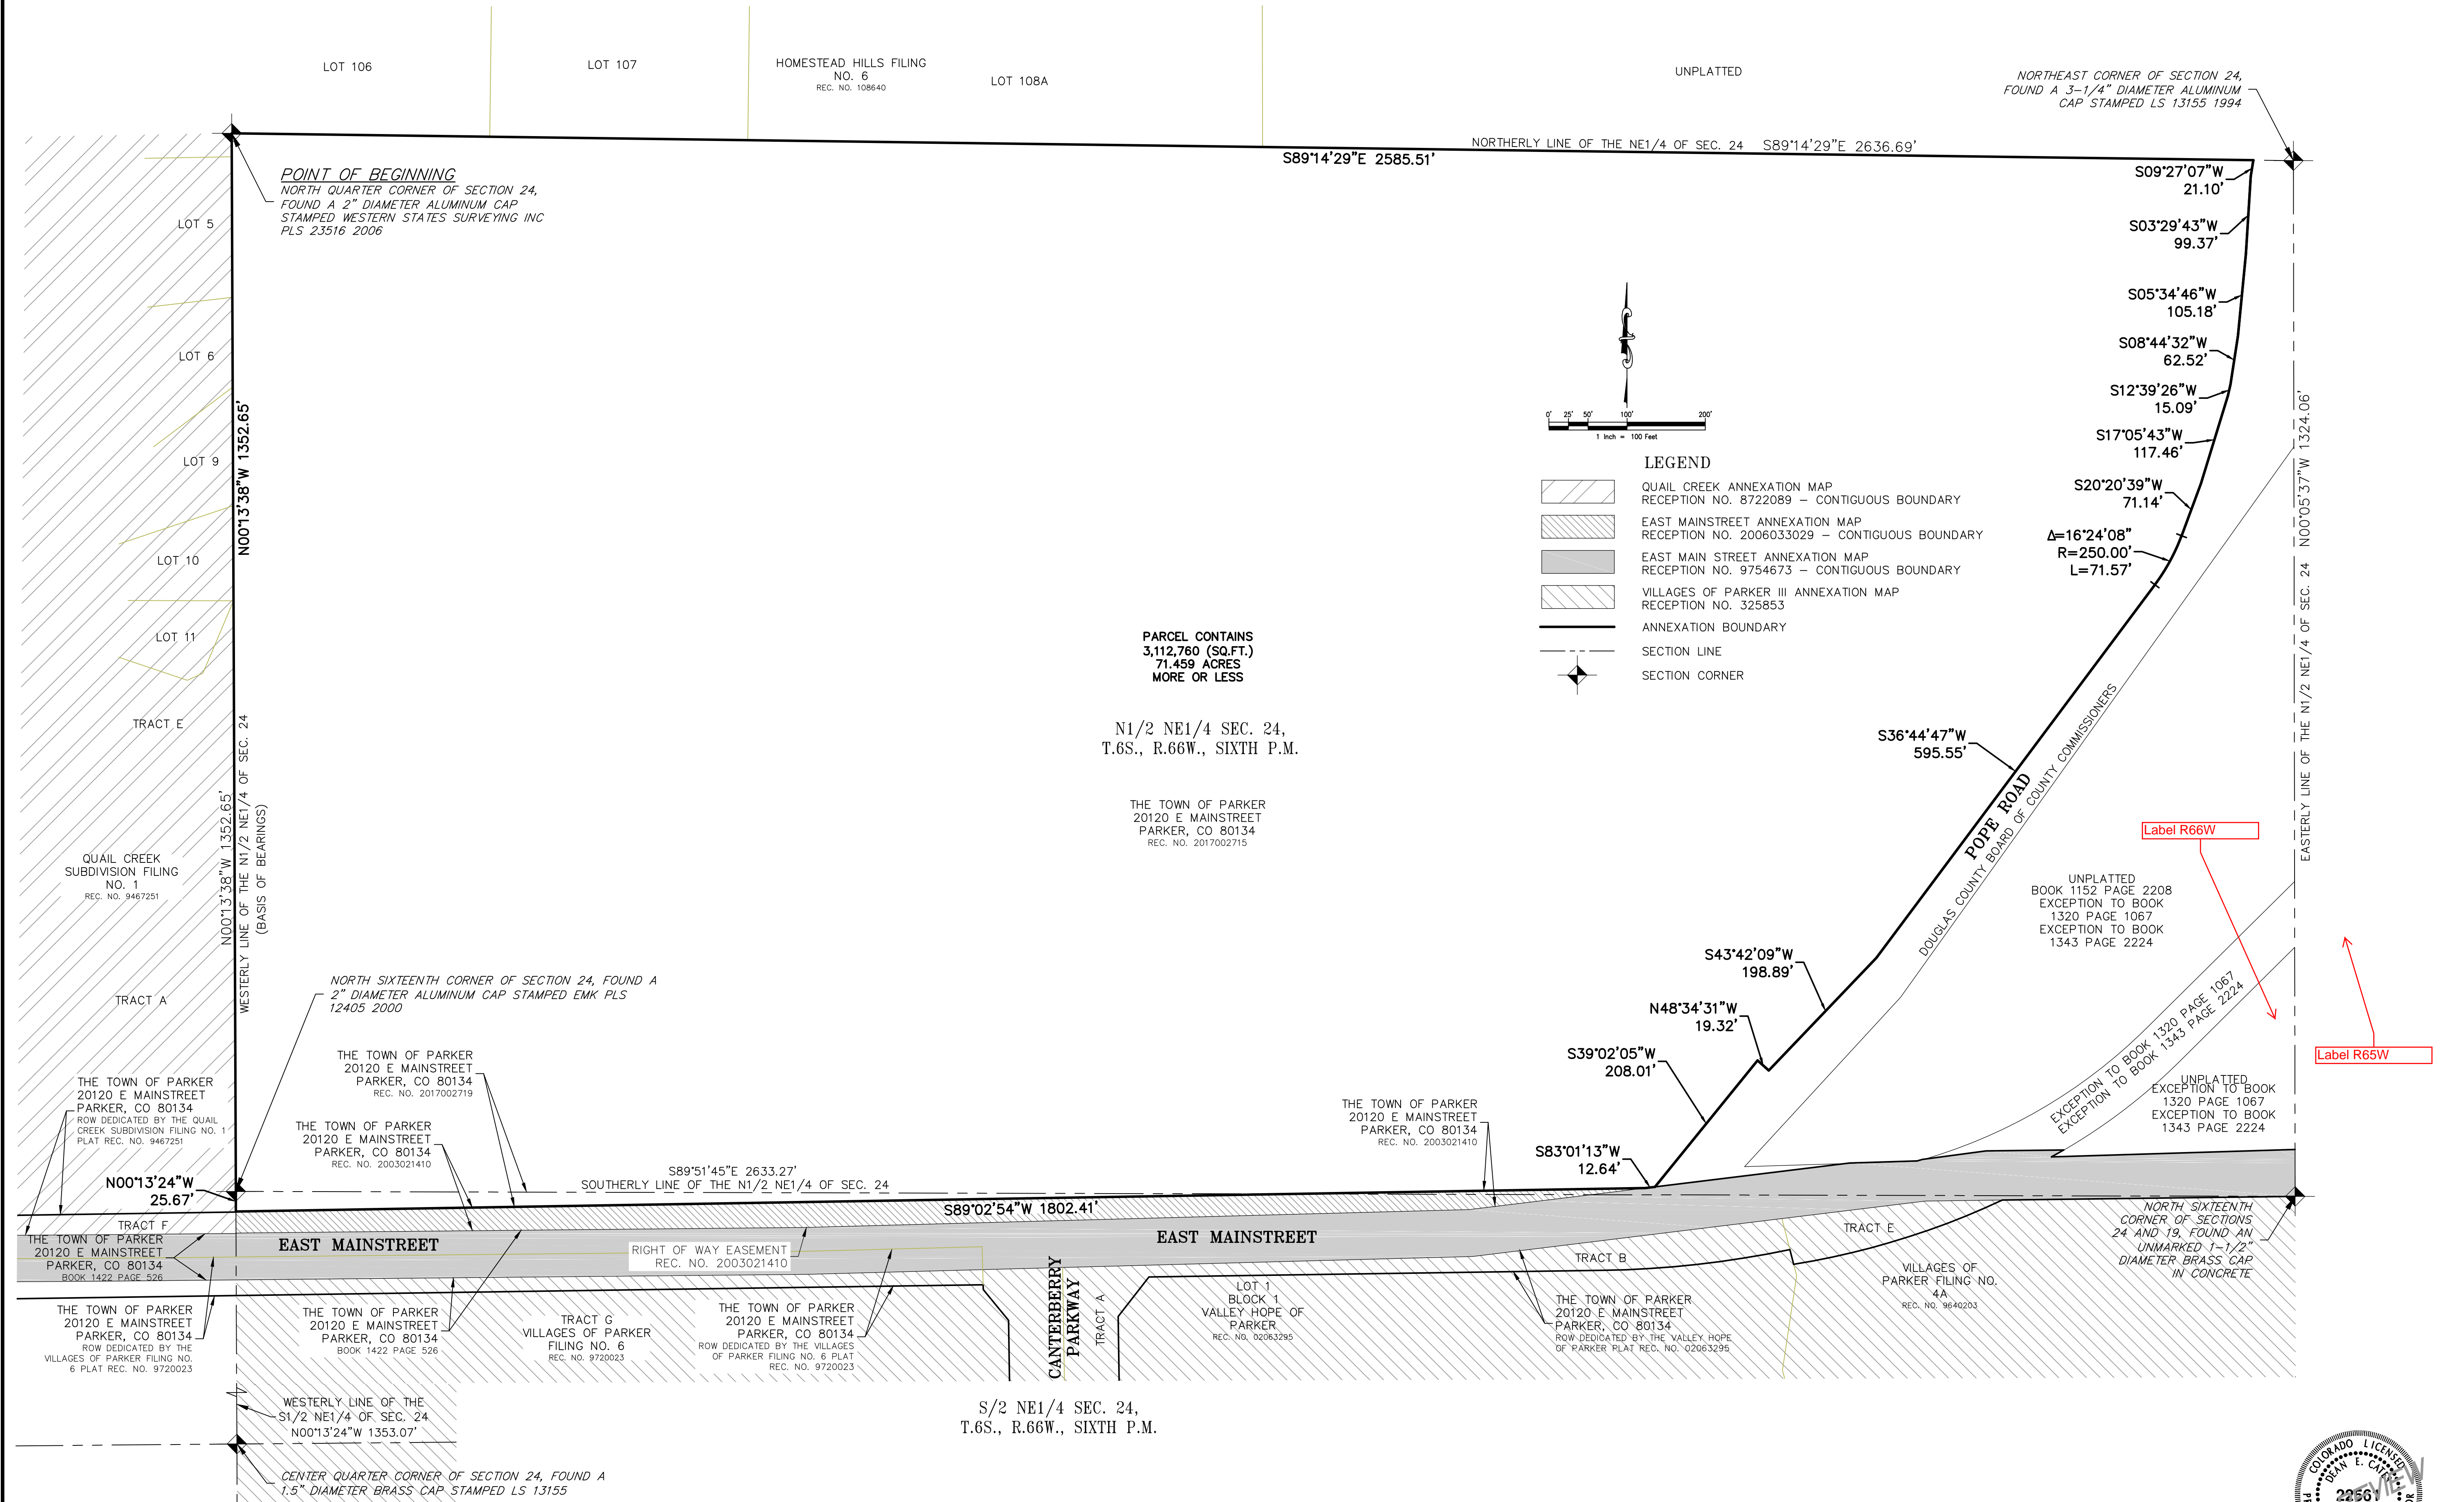 LOT 106
LOT 107
HOMESTEAD HILLS FILING
NO. 6
REC. NO. 108640
LOT 108A
UNPLATTED
NORTHEAST CORNER OF SECTION 24,
FOUND A 3-1/4" DIAMETER ALUMINUM
CAP STAMPED LS 13155 1994
NORTHERLY LINE OF THE NE1/4 OF SEC. 24 S89°14'29"E 2636.69'
S89°14'29"E 2585.51'
POINT OF BEGINNING
NORTH QUARTER CORNER OF SECTION 24,
FOUND A 2" DIAMETER ALUMINUM CAP
STAMPED WESTERN STATES SURVEYING INC
PLS 23516 2006
LOT 5
LOT 6
LOT 9
LOT 10
LOT 11
TRACT E
QUAIL CREEK
SUBDIVISION FILING
NO. 1
REC. NO. 9467251
TRACT A
N00°13'38"W 1352.65'
N00°13'38"W 1352.65'
WESTERLY LINE OF THE N1/2 NE1/4 OF SEC. 24
(BASIS OF BEARINGS)
S09°27'07"W
21.10'
S03°29'43"W
99.37'
S05°34'46"W
105.18'
S08°44'32"W
62.52'
S12°39'26"W
15.09'
S17°05'43"W
117.46'
S20°20'39"W
71.14'
Δ=16°24'08"
R=250.00'
L=71.57'
S36°44'47"W
595.55'
S43°42'09"W
198.89'
N48°34'31"W
19.32'
S39°02'05"W
208.01'
S83°01'13"W
12.64'
0' 25' 50' 100' 200'
1 Inch = 100 Feet
LEGEND
QUAIL CREEK ANNEXATION MAP
RECEPTION NO. 8722089 – CONTIGUOUS BOUNDARY
EAST MAINSTREET ANNEXATION MAP
RECEPTION NO. 2006033029 – CONTIGUOUS BOUNDARY
EAST MAIN STREET ANNEXATION MAP
RECEPTION NO. 9754673 – CONTIGUOUS BOUNDARY
VILLAGES OF PARKER III ANNEXATION MAP
RECEPTION NO. 325853
ANNEXATION BOUNDARY
SECTION LINE
SECTION CORNER
PARCEL CONTAINS
3,112,760 (SQ.FT.)
71.459 ACRES
MORE OR LESS
N1/2 NE1/4 SEC. 24,
T.6S., R.66W., SIXTH P.M.
THE TOWN OF PARKER
20120 E MAINSTREET
PARKER, CO 80134
REC. NO. 2017002715
POPE ROAD
DOUGLAS COUNTY BOARD OF COUNTY COMMISSIONERS
EASTERLY LINE OF THE N1/2 NE1/4 OF SEC. 24 N00°05'37"W 1324.06'
Label R66W
Label R65W
UNPLATTED
BOOK 1152 PAGE 2208
EXCEPTION TO BOOK
1320 PAGE 1067
EXCEPTION TO BOOK
1343 PAGE 2224
EXCEPTION TO BOOK 1320 PAGE 1067
EXCEPTION TO BOOK 1343 PAGE 2224
UNPLATTED
EXCEPTION TO BOOK
1320 PAGE 1067
EXCEPTION TO BOOK
1343 PAGE 2224
NORTH SIXTEENTH CORNER OF SECTION 24, FOUND A
2" DIAMETER ALUMINUM CAP STAMPED EMK PLS
12405 2000
THE TOWN OF PARKER
20120 E MAINSTREET
PARKER, CO 80134
REC. NO. 2017002719
THE TOWN OF PARKER
20120 E MAINSTREET
PARKER, CO 80134
REC. NO. 2003021410
THE TOWN OF PARKER
20120 E MAINSTREET
PARKER, CO 80134
ROW DEDICATED BY THE QUAIL
CREEK SUBDIVISION FILING NO. 1
PLAT REC. NO. 9467251
THE TOWN OF PARKER
20120 E MAINSTREET
PARKER, CO 80134
REC. NO. 2003021410
N00°13'24"W
25.67'
S89°51'45"E 2633.27'
SOUTHERLY LINE OF THE N1/2 NE1/4 OF SEC. 24
S89°02'54"W 1802.41'
TRACT F
THE TOWN OF PARKER
20120 E MAINSTREET
PARKER, CO 80134
BOOK 1422 PAGE 526
EAST MAINSTREET
RIGHT OF WAY EASEMENT
REC. NO. 2003021410
EAST MAINSTREET
TRACT B
TRACT E
NORTH SIXTEENTH
CORNER OF SECTIONS
24 AND 19, FOUND AN
UNMARKED 1-1/2"
DIAMETER BRASS CAP
IN CONCRETE
THE TOWN OF PARKER
20120 E MAINSTREET
PARKER, CO 80134
ROW DEDICATED BY THE
VILLAGES OF PARKER FILING NO.
6 PLAT REC. NO. 9720023
THE TOWN OF PARKER
20120 E MAINSTREET
PARKER, CO 80134
BOOK 1422 PAGE 526
TRACT G
VILLAGES OF PARKER
FILING NO. 6
REC. NO. 9720023
THE TOWN OF PARKER
20120 E MAINSTREET
PARKER, CO 80134
ROW DEDICATED BY THE VILLAGES
OF PARKER FILING NO. 6 PLAT
REC. NO. 9720023
CANTERBERRY
PARKWAY
TRACT A
LOT 1
BLOCK 1
VALLEY HOPE OF
PARKER
REC. NO. 02063295
THE TOWN OF PARKER
20120 E MAINSTREET
PARKER, CO 80134
ROW DEDICATED BY THE VALLEY HOPE
OF PARKER PLAT REC. NO. 02063295
VILLAGES OF
PARKER FILING NO.
4A
REC. NO. 9640203
WESTERLY LINE OF THE
S1/2 NE1/4 OF SEC. 24
N00°13'24"W 1353.07'
S/2 NE1/4 SEC. 24,
T.6S., R.66W., SIXTH P.M.
CENTER QUARTER CORNER OF SECTION 24, FOUND A
1.5" DIAMETER BRASS CAP STAMPED LS 13155
COLORADO LICENSED
DEAN E.
22561